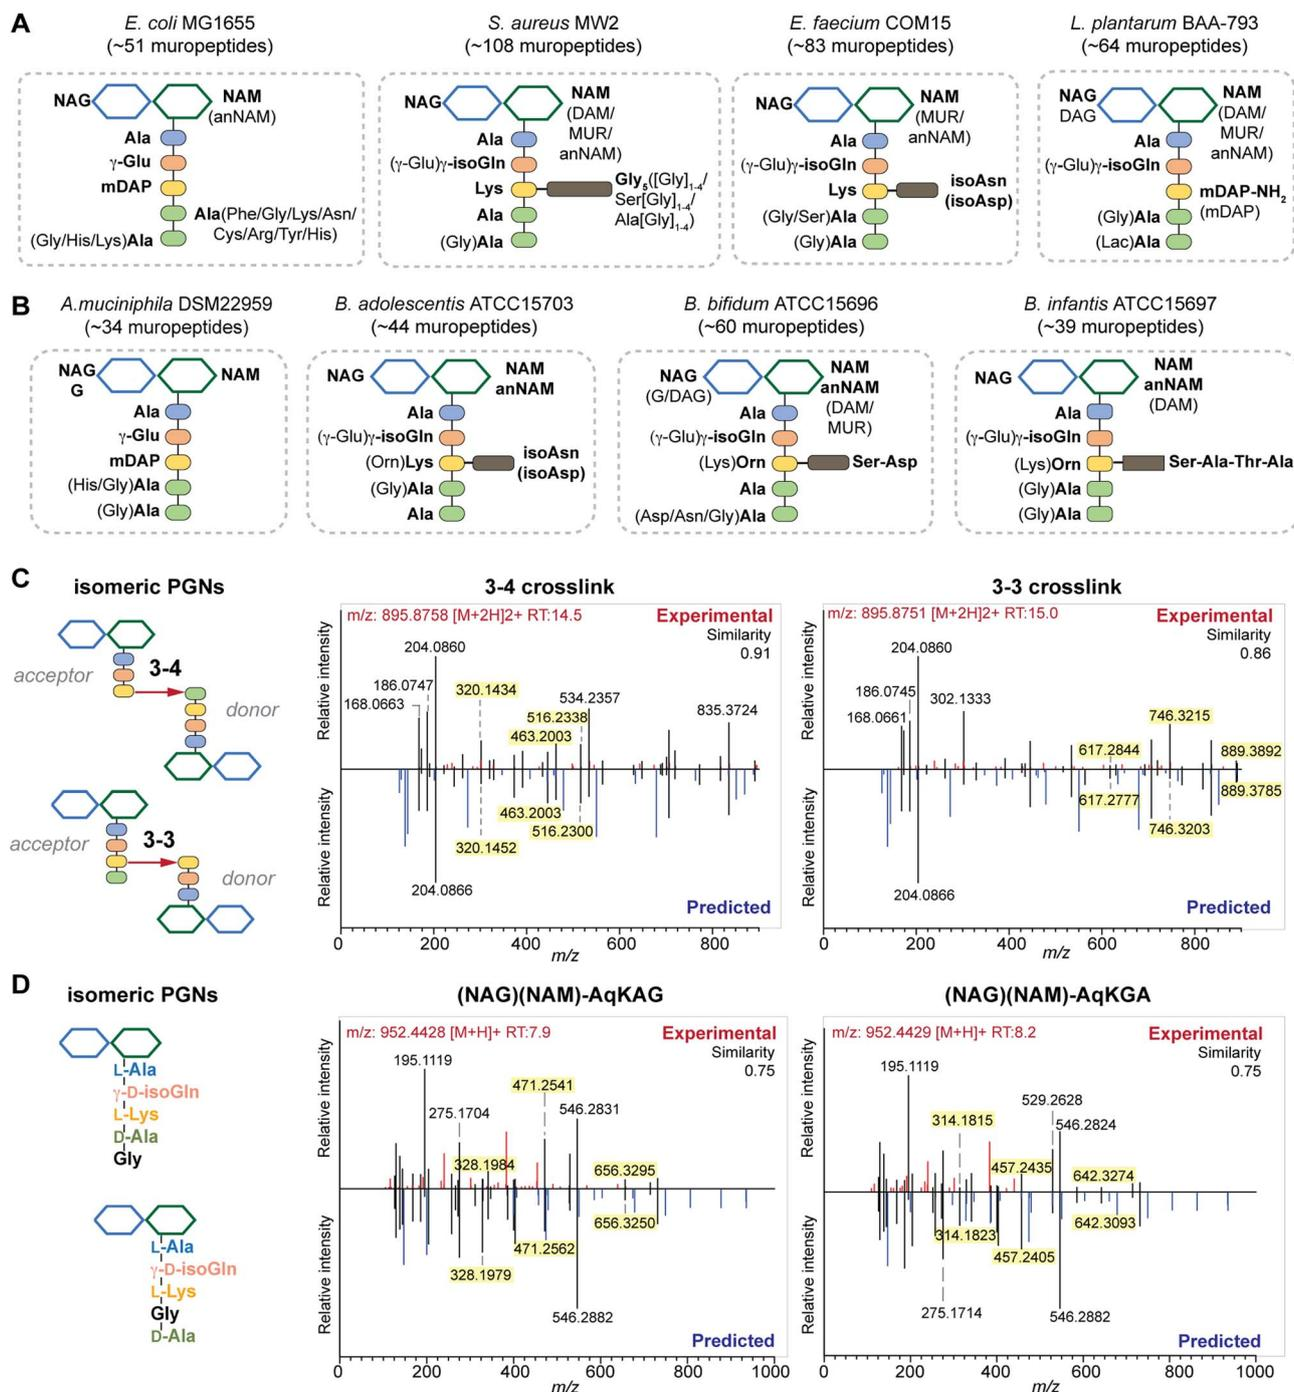 A
E. coli MG1655
(~51 muropeptides)
NAG
NAM
(anNAM)
Ala
γ-Glu
mDAP
Ala(Phe/Gly/Lys/Asn/
Cys/Arg/Tyr/His)
(Gly/His/Lys)Ala
S. aureus MW2
(~108 muropeptides)
NAG
NAM
(DAM/
MUR/
anNAM)
Ala
(γ-Glu)γ-isoGln
Lys
Gly5([Gly]1-4/
Ser[Gly]1-4/
Ala[Gly]1-4)
Ala
(Gly)Ala
E. faecium COM15
(~83 muropeptides)
NAG
NAM
(MUR/
anNAM)
Ala
(γ-Glu)γ-isoGln
Lys
isoAsn
(isoAsp)
(Gly/Ser)Ala
(Gly)Ala
L. plantarum BAA-793
(~64 muropeptides)
NAG
DAG
NAM
(DAM/
MUR/
anNAM)
Ala
(γ-Glu)γ-isoGln
mDAP-NH2
(mDAP)
(Gly)Ala
(Lac)Ala
B
A.muciniphila DSM22959
(~34 muropeptides)
NAG
G
NAM
Ala
γ-Glu
mDAP
(His/Gly)Ala
(Gly)Ala
B. adolescentis ATCC15703
(~44 muropeptides)
NAG
NAM
anNAM
Ala
(γ-Glu)γ-isoGln
(Orn)Lys
isoAsn
(isoAsp)
(Gly)Ala
Ala
B. bifidum ATCC15696
(~60 muropeptides)
NAG
(G/DAG)
NAM
anNAM
(DAM/
MUR)
Ala
(γ-Glu)γ-isoGln
(Lys)Orn
Ser-Asp
Ala
(Asp/Asn/Gly)Ala
B. infantis ATCC15697
(~39 muropeptides)
NAG
NAM
anNAM
(DAM)
Ala
(γ-Glu)γ-isoGln
(Lys)Orn
Ser-Ala-Thr-Ala
(Gly)Ala
(Gly)Ala
C
isomeric PGNs
acceptor
3-4
donor
acceptor
3-3
donor
3-4 crosslink
m/z: 895.8758 [M+2H]2+ RT:14.5
Experimental
Similarity
0.91
Relative intensity
Relative intensity
204.0860
186.0747
168.0663
320.1434
534.2357
516.2338
463.2003
835.3724
463.2003
516.2300
320.1452
204.0866
Predicted
0 200 400 600 800
m/z
3-3 crosslink
m/z: 895.8751 [M+2H]2+ RT:15.0
Experimental
Similarity
0.86
Relative intensity
Relative intensity
204.0860
186.0745
168.0661
302.1333
746.3215
617.2844
889.3892
889.3785
617.2777
746.3203
204.0866
Predicted
0 200 400 600 800
m/z
D
isomeric PGNs
L-Ala
γ-D-isoGln
L-Lys
D-Ala
Gly
L-Ala
γ-D-isoGln
L-Lys
Gly
D-Ala
(NAG)(NAM)-AqKAG
m/z: 952.4428 [M+H]+ RT:7.9
Experimental
Similarity
0.75
Relative intensity
Relative intensity
195.1119
275.1704
471.2541
546.2831
328.1984
656.3295
656.3250
471.2562
328.1979
546.2882
Predicted
0 200 400 600 800 1000
m/z
(NAG)(NAM)-AqKGA
m/z: 952.4429 [M+H]+ RT:8.2
Experimental
Similarity
0.75
Relative intensity
Relative intensity
195.1119
529.2628
314.1815
546.2824
457.2435
642.3274
642.3093
314.1823
457.2405
275.1714
546.2882
Predicted
0 200 400 600 800 1000
m/z